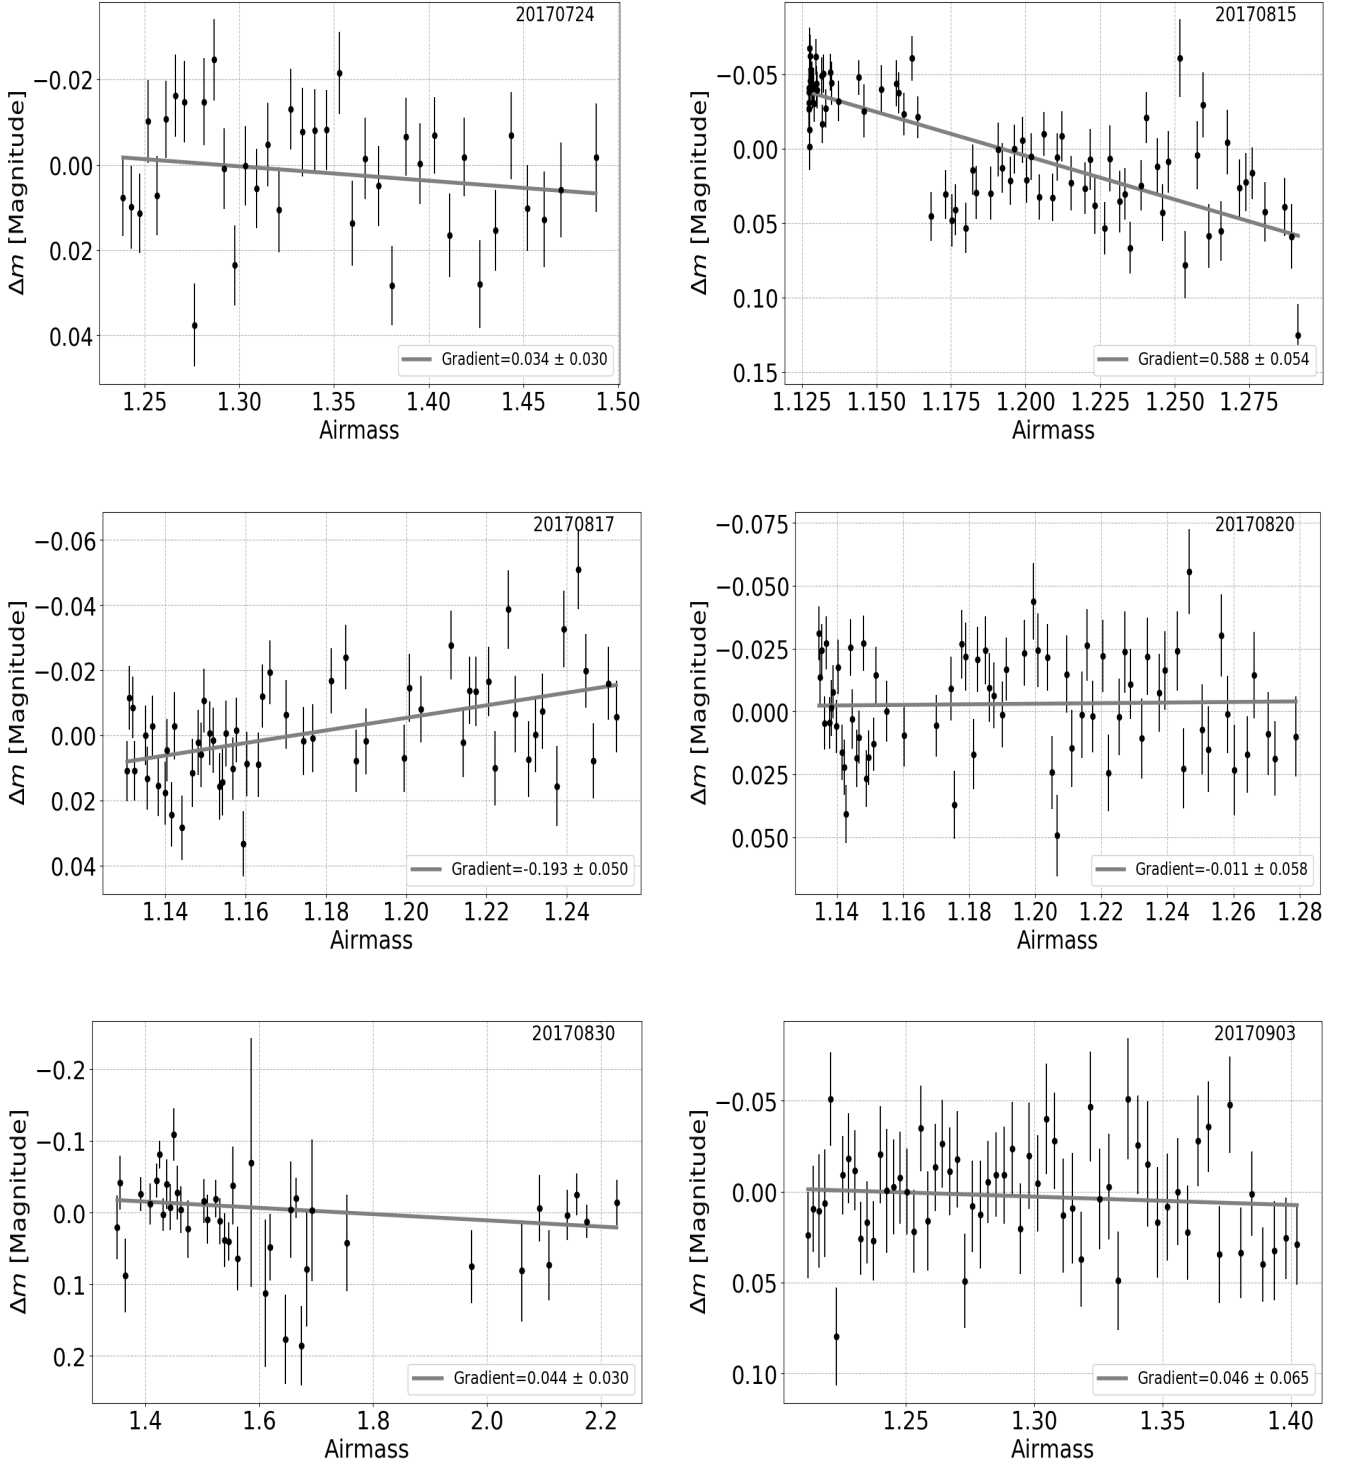 20170724
−0.02
0.00
0.02
0.04
Δm [Magnitude]
Gradient=0.034 ± 0.030
1.25 1.30 1.35 1.40 1.45 1.50
Airmass
20170815
−0.05
0.00
0.05
0.10
0.15
Δm [Magnitude]
Gradient=0.588 ± 0.054
1.125 1.150 1.175 1.200 1.225 1.250 1.275
Airmass
20170817
−0.06
−0.04
−0.02
0.00
0.02
0.04
Δm [Magnitude]
Gradient=-0.193 ± 0.050
1.14 1.16 1.18 1.20 1.22 1.24
Airmass
20170820
−0.075
−0.050
−0.025
0.000
0.025
0.050
Δm [Magnitude]
Gradient=-0.011 ± 0.058
1.14 1.16 1.18 1.20 1.22 1.24 1.26 1.28
Airmass
20170830
−0.2
−0.1
0.0
0.1
0.2
Δm [Magnitude]
Gradient=0.044 ± 0.030
1.4 1.6 1.8 2.0 2.2
Airmass
20170903
−0.05
0.00
0.05
0.10
Δm [Magnitude]
Gradient=0.046 ± 0.065
1.25 1.30 1.35 1.40
Airmass